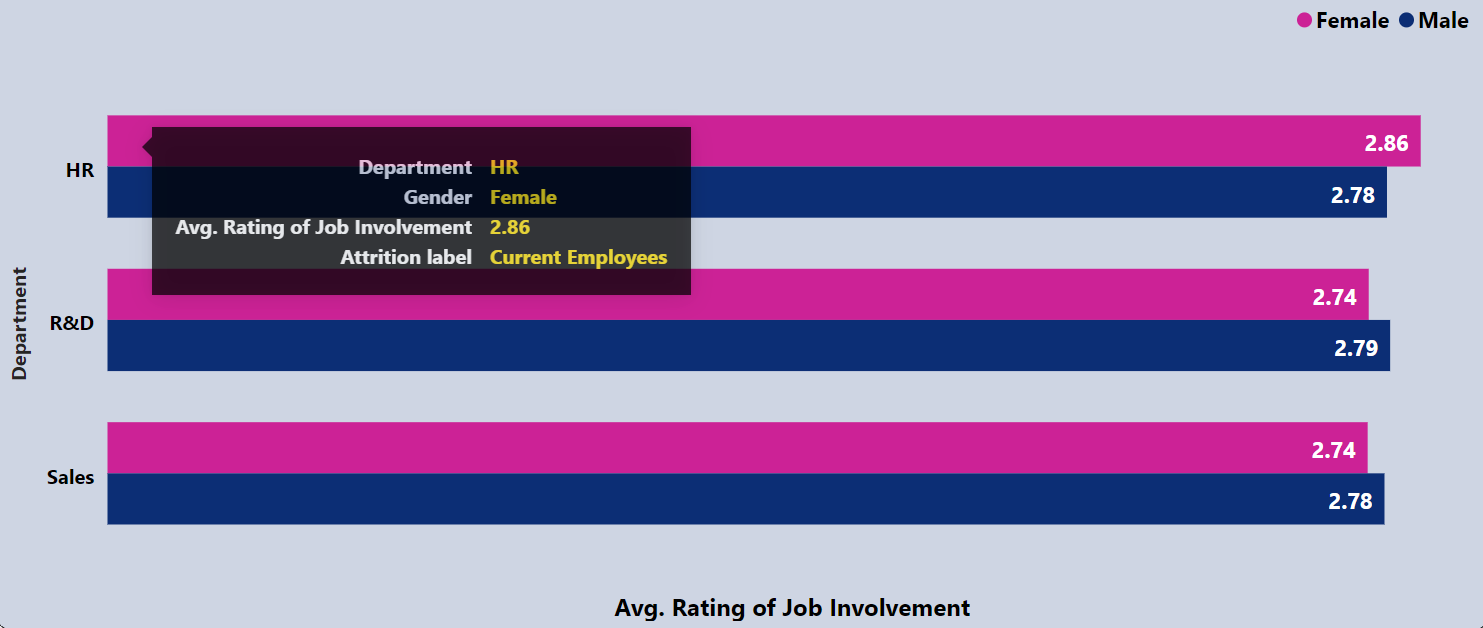 Female Male
HR
2.86
2.78
Department HR
Gender Female
Avg. Rating of Job Involvement 2.86
Attrition label Current Employees
Department
R&D
2.74
2.79
Sales
2.74
2.78
Avg. Rating of Job Involvement